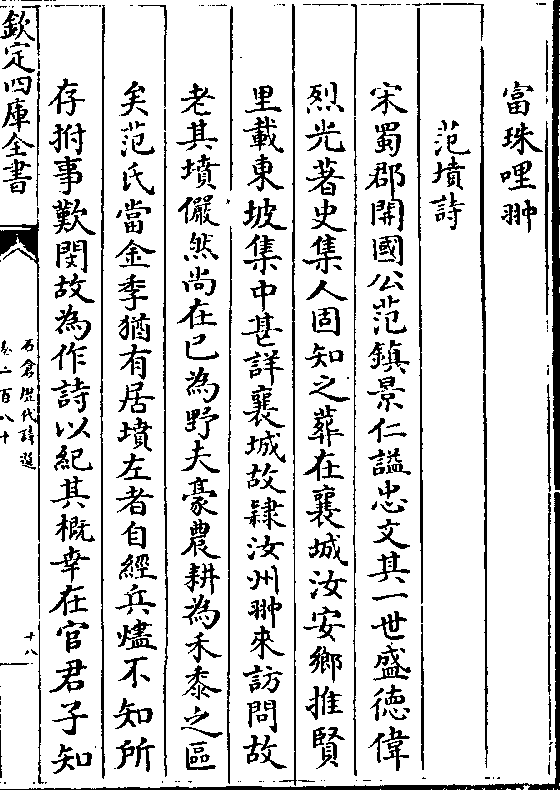 富珠哩翀
范墳詩
宋蜀郡開國公范鎮景仁謚忠文其一世盛德偉
烈光著史集人固知之葬在襄城汝安鄉推賢
里載東坡集中甚詳襄城故隸汝州翀來訪問故
老其墳儼然尚在已為野夫豪農耕為禾黍之區
矣范氏當金季猶有居墳左者自經兵燼不知所
存拊事歎閔故為作詩以紀其概幸在官君子知
欽定四庫全書
石倉歷代詩選
卷二百八十
十八